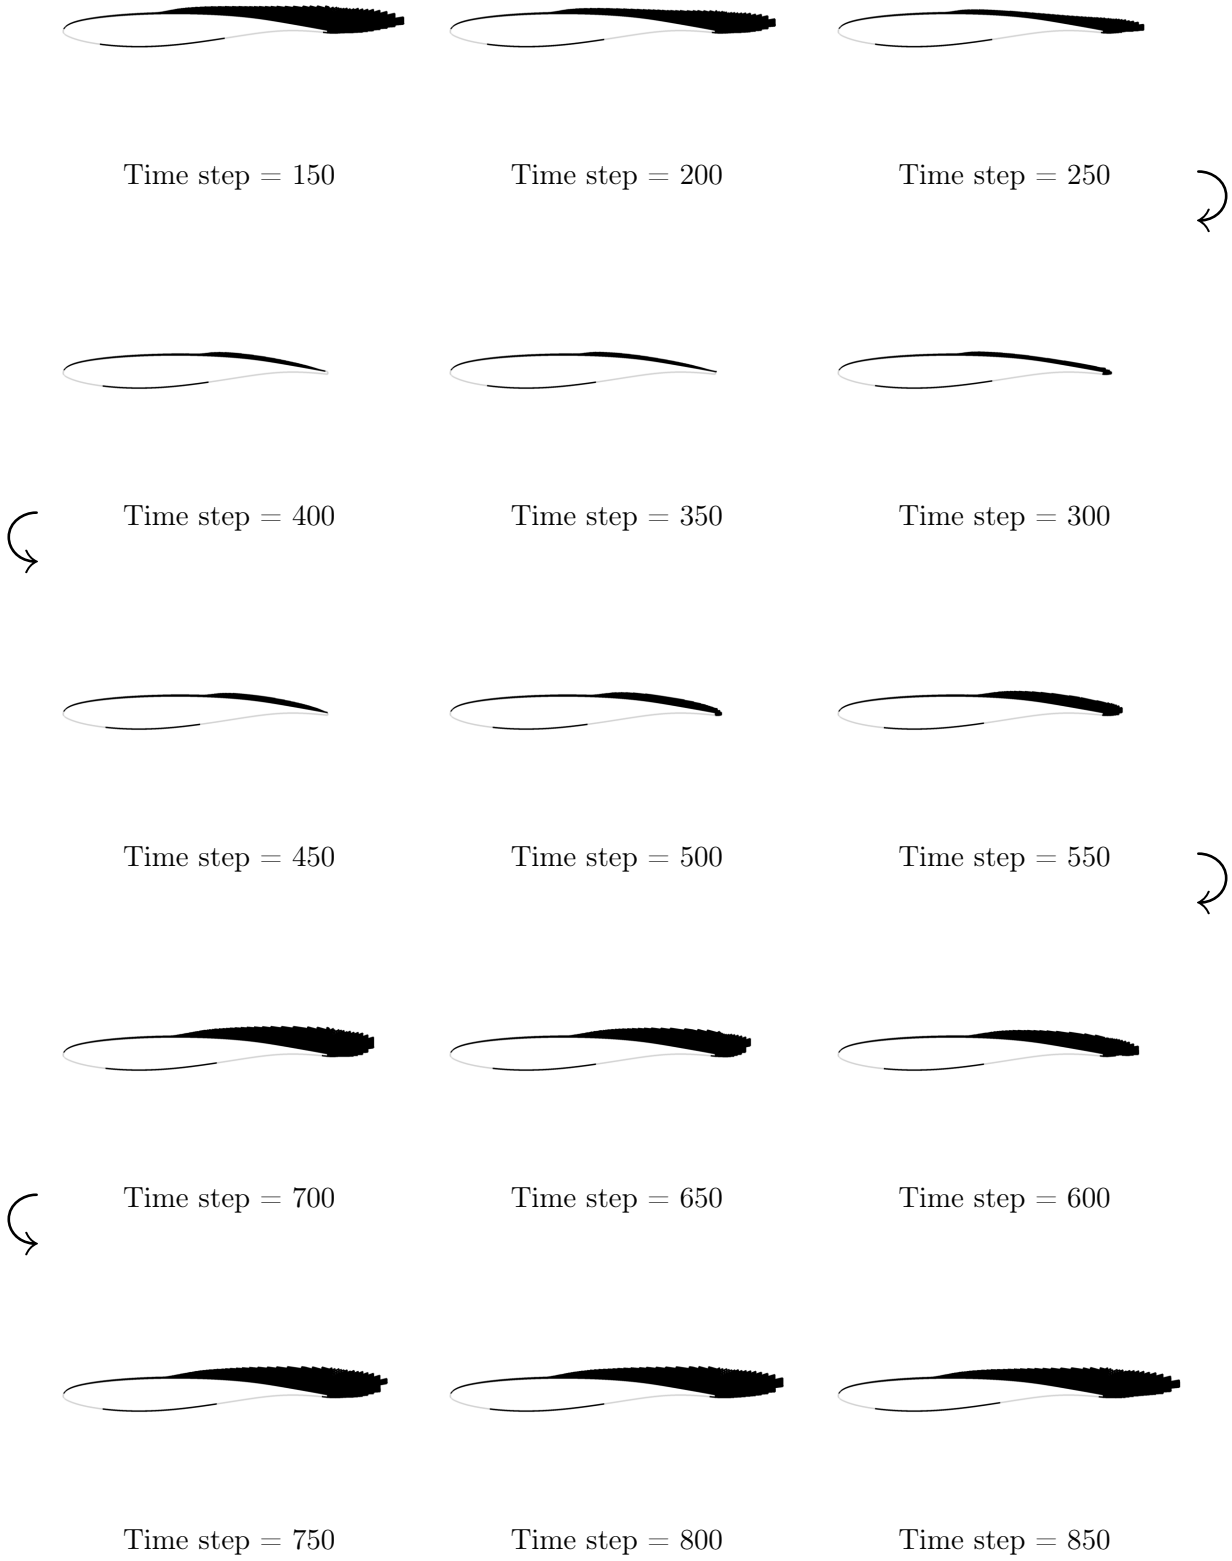 Time step = 150
Time step = 200
Time step = 250
Time step = 400
Time step = 350
Time step = 300
Time step = 450
Time step = 500
Time step = 550
Time step = 700
Time step = 650
Time step = 600
Time step = 750
Time step = 800
Time step = 850